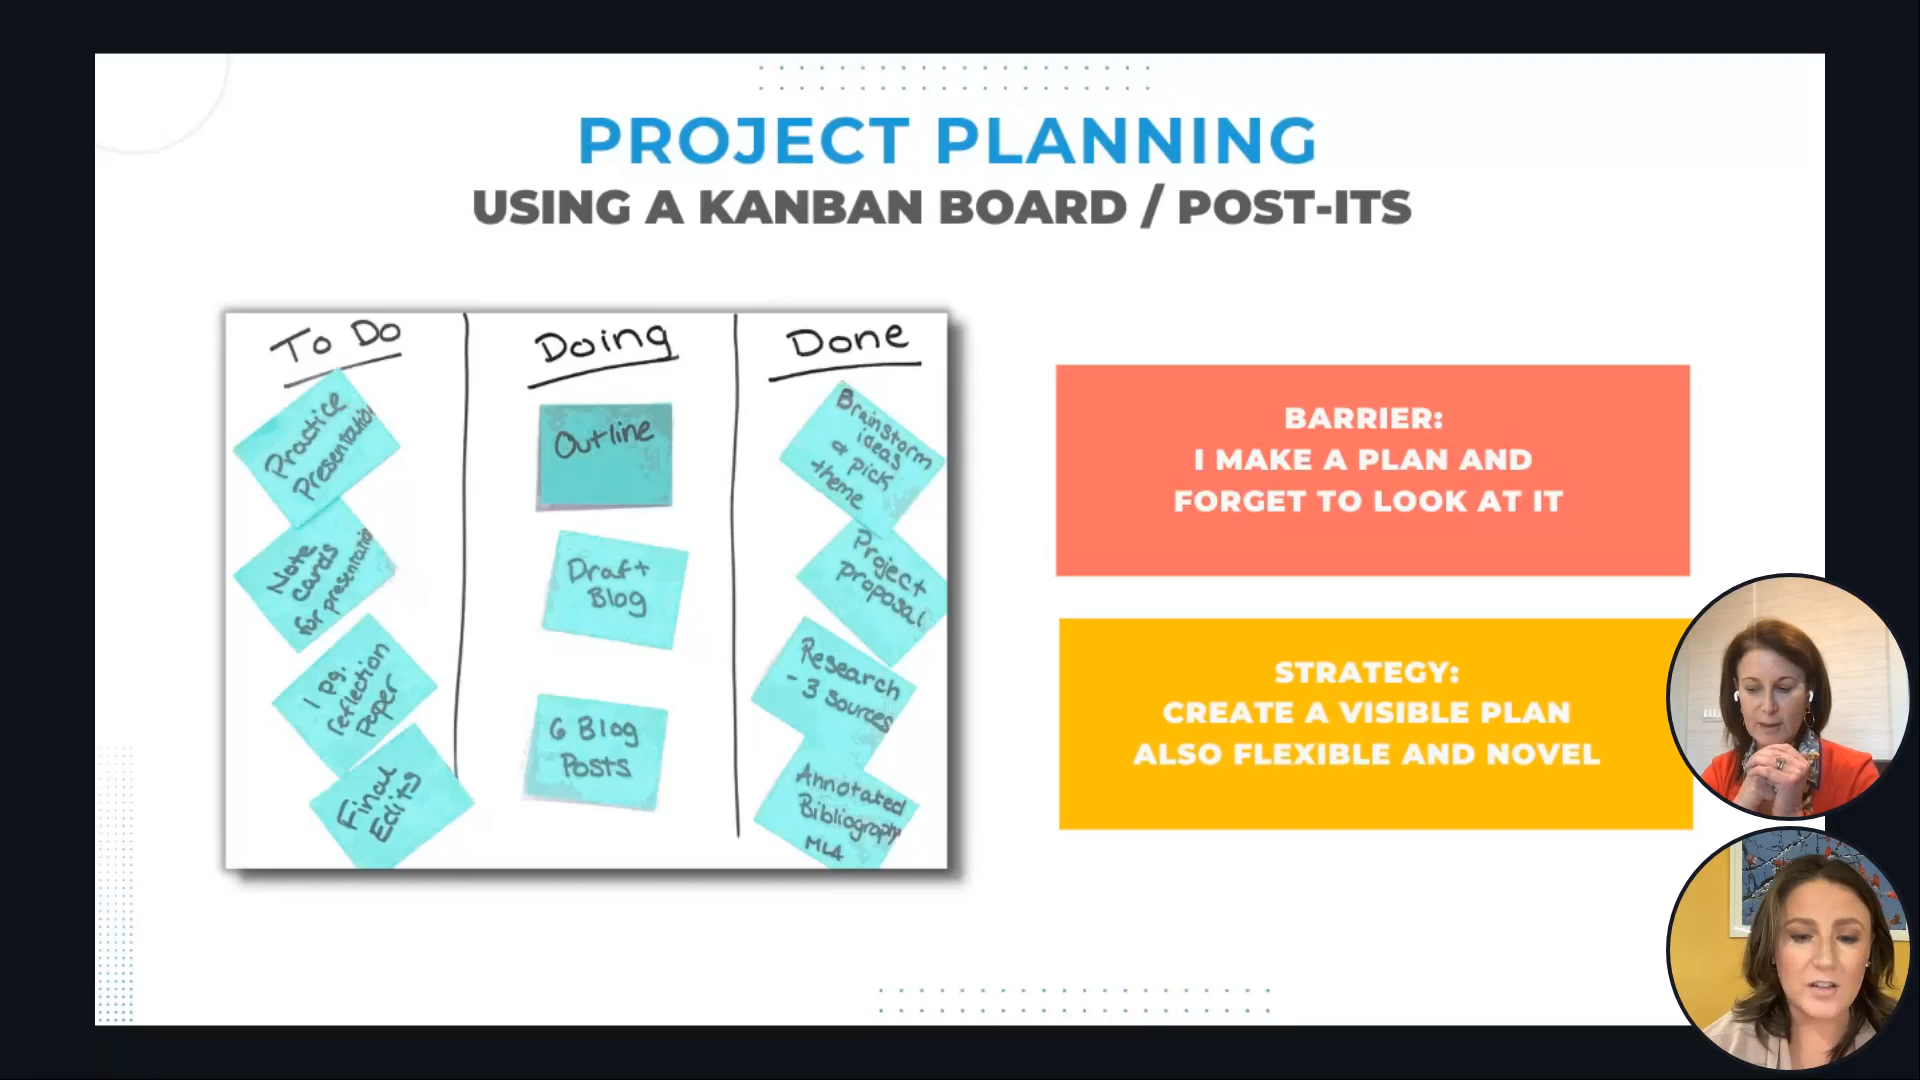 PROJECT PLANNING
USING A KANBAN BOARD / POST-ITS
To Do
Practice
Presentation
Note
cards
for presentation
1 pg.
reflection
paper
Final
Edits
Doing
Outline
Draft
Blog
6 Blog
Posts
Done
Brainstorm
ideas
& pick
theme
Project
proposal
Research
- 3 sources
Annotated
Bibliography
MLA
BARRIER:
I MAKE A PLAN AND
FORGET TO LOOK AT IT
STRATEGY:
CREATE A VISIBLE PLAN
ALSO FLEXIBLE AND NOVEL